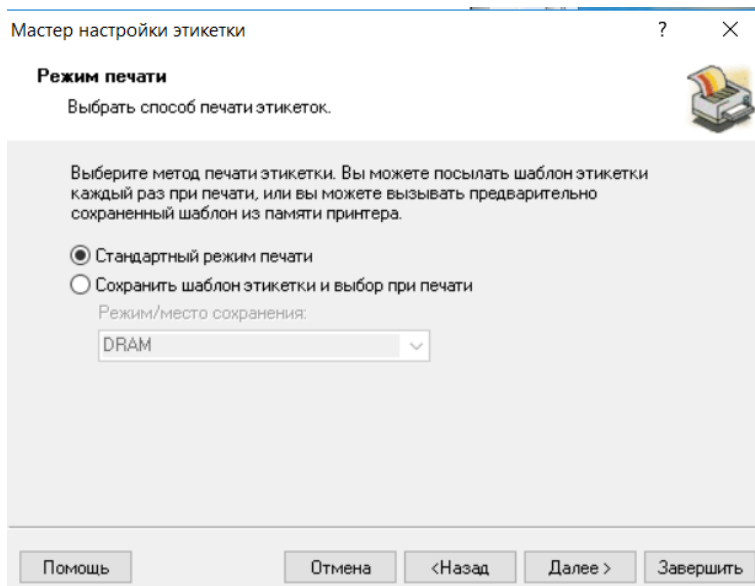 Мастер настройки этикетки
?
Режим печати
Выбрать способ печати этикеток.
Выберите метод печати этикетки. Вы можете посылать шаблон этикетки
каждый раз при печати, или вы можете вызывать предварительно
сохраненный шаблон из памяти принтера.
Стандартный режим печати
Сохранить шаблон этикетки и выбор при печати
Режим/место сохранения:
DRAM
Помощь
Отмена
<Назад
Далее >
Завершить